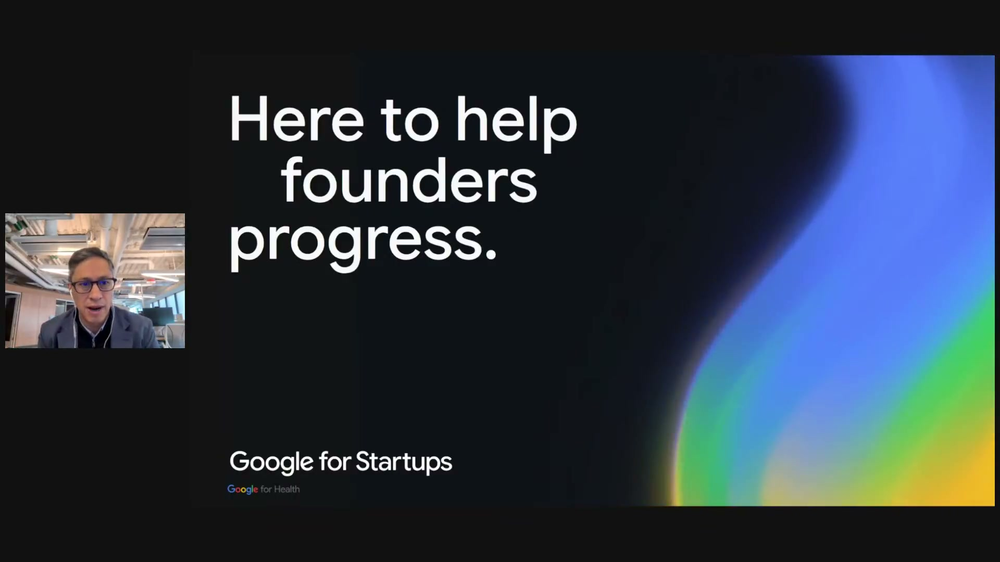 Here to help
founders
progress.
Google for Startups
Google for Health